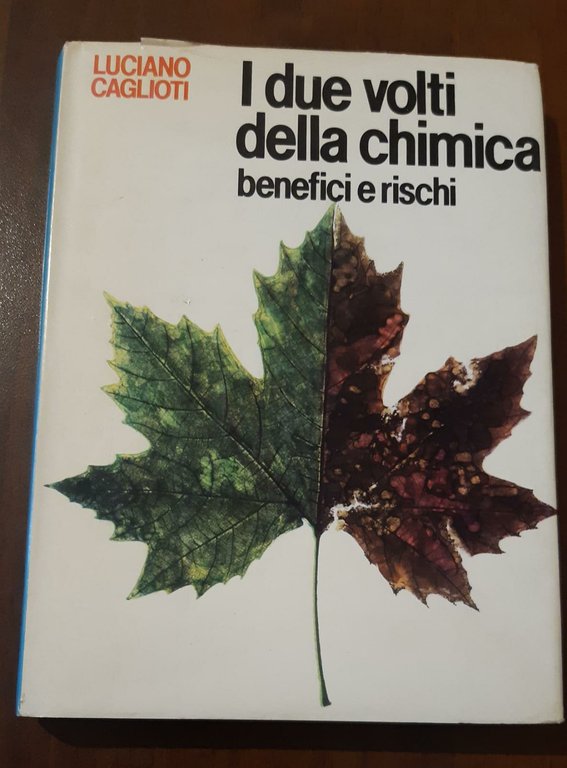 LUCIANO
CAGLIOTI
I due volti
della chimica
benefici e rischi